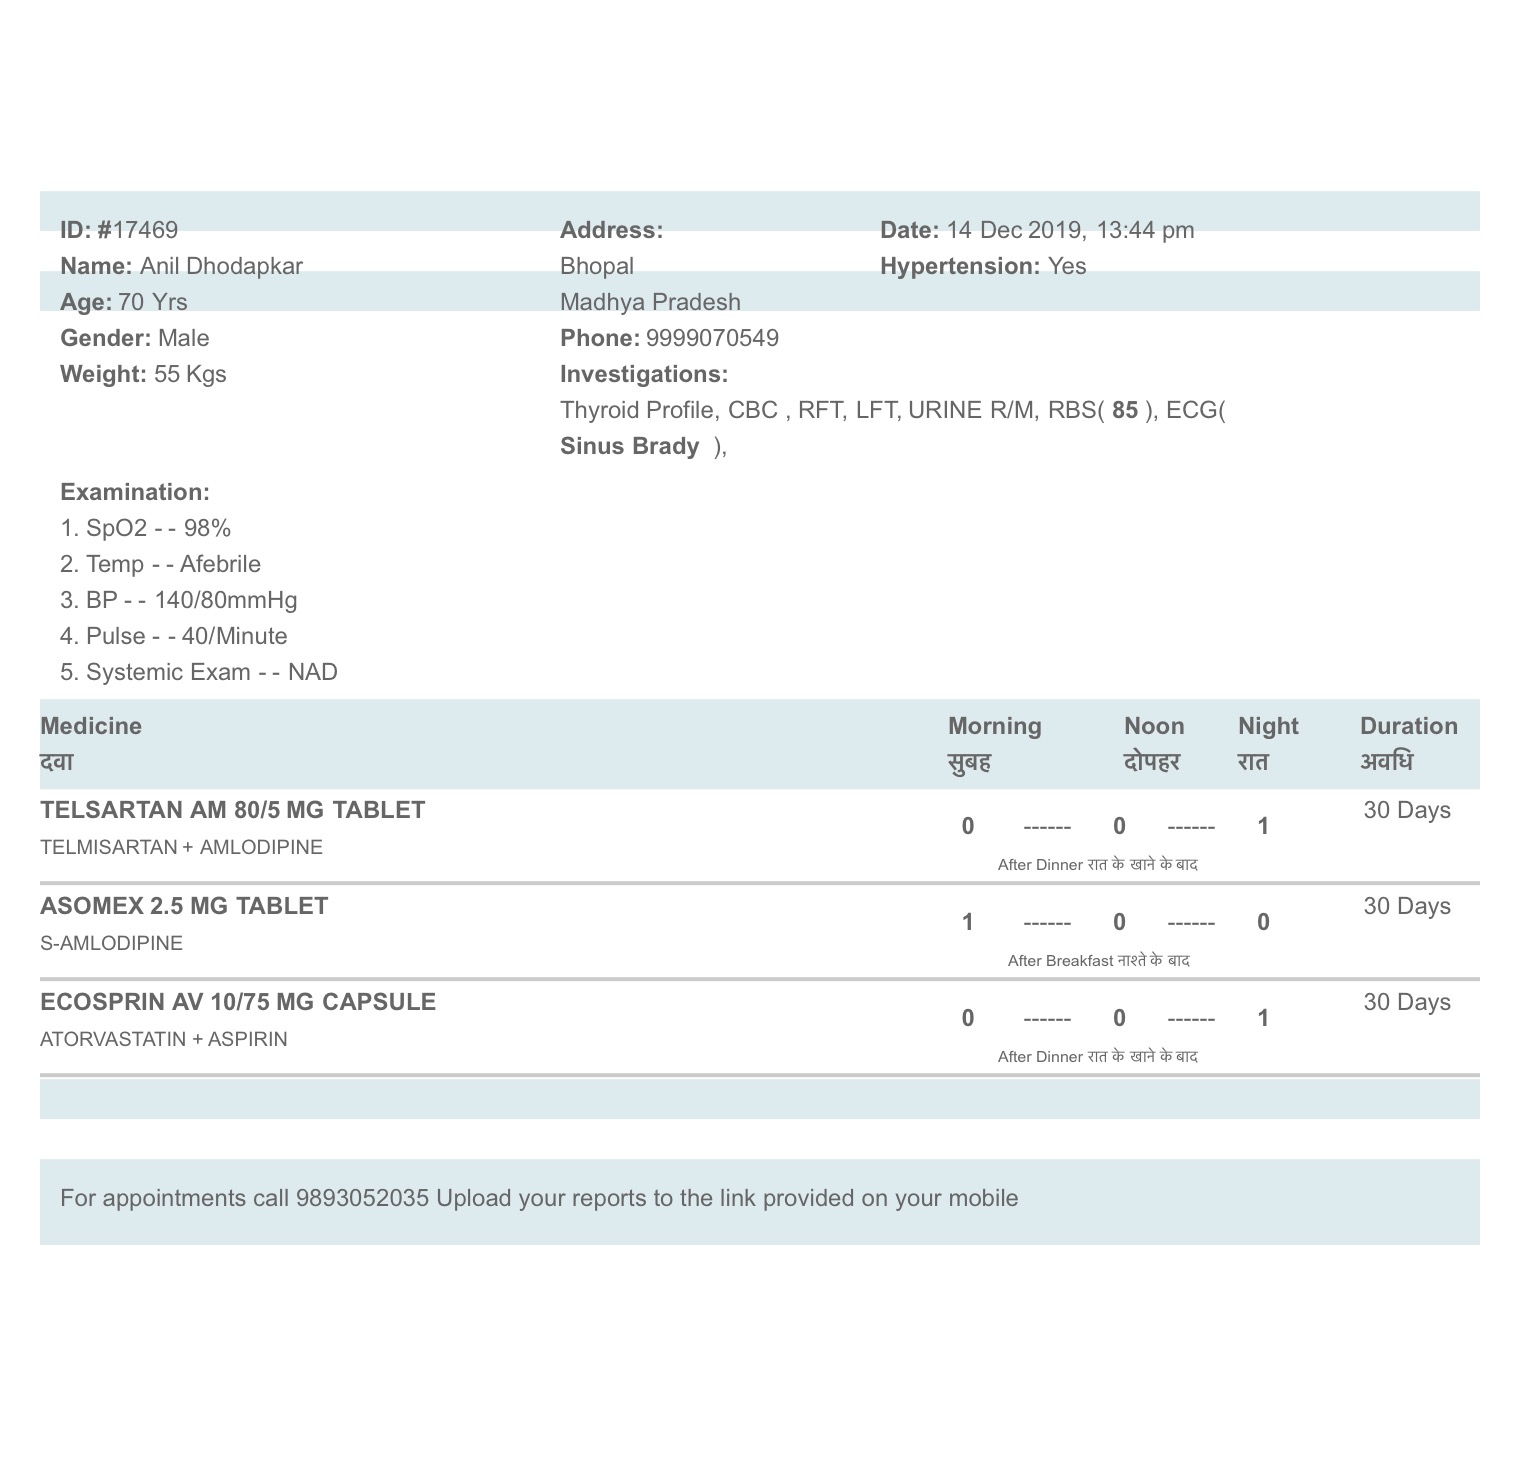 ID: #17469
Name: Anil Dhodapkar
Age: 70 Yrs
Gender: Male
Weight: 55 Kgs
Address:
Bhopal
Madhya Pradesh
Phone: 9999070549
Investigations:
Thyroid Profile, CBC , RFT, LFT, URINE R/M, RBS( 85 ), ECG(
Sinus Brady ),
Date: 14 Dec 2019, 13:44 pm
Hypertension: Yes
Examination:
1. SpO2 - - 98%
2. Temp - - Afebrile
3. BP - - 140/80mmHg
4. Pulse - - 40/Minute
5. Systemic Exam - - NAD
Medicine Morning Noon Night Duration
दवा सुबह दोपहर रात अवधि
TELSARTAN AM 80/5 MG TABLET 0 ------ 0 ------ 1 30 Days
TELMISARTAN + AMLODIPINE
After Dinner रात के खाने के बाद
ASOMEX 2.5 MG TABLET 1 ------ 0 ------ 0 30 Days
S-AMLODIPINE
After Breakfast नाश्ते के बाद
ECOSPRIN AV 10/75 MG CAPSULE 0 ------ 0 ------ 1 30 Days
ATORVASTATIN + ASPIRIN
After Dinner रात के खाने के बाद
For appointments call 9893052035 Upload your reports to the link provided on your mobile